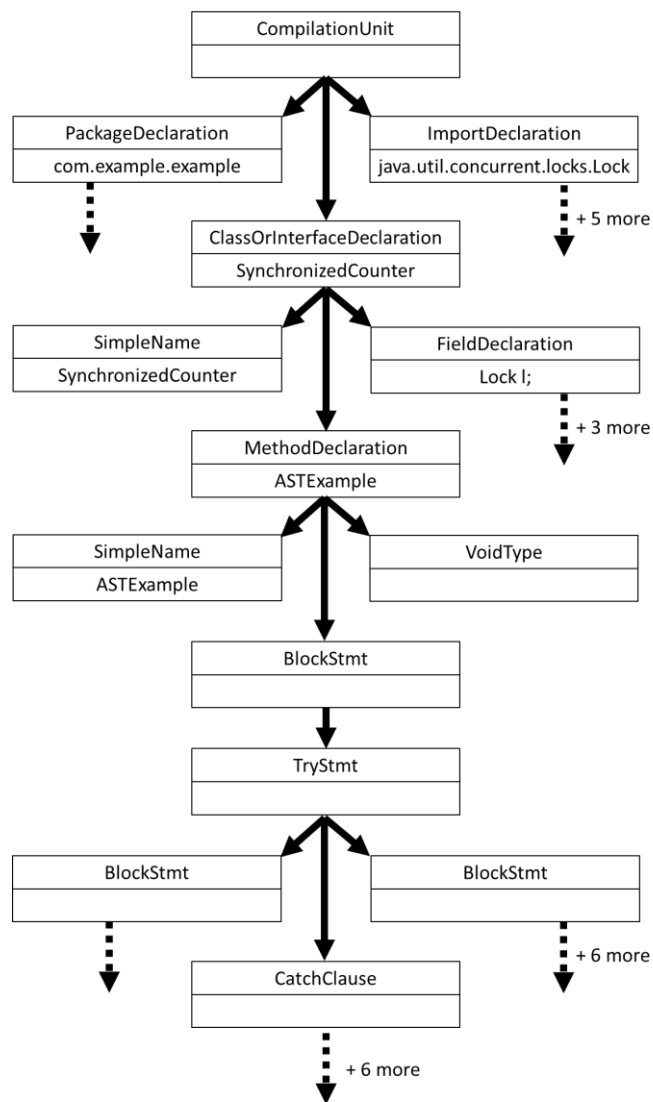 CompilationUnit
PackageDeclaration
com.example.example
ImportDeclaration
java.util.concurrent.locks.Lock
+ 5 more
ClassOrInterfaceDeclaration
SynchronizedCounter
SimpleName
SynchronizedCounter
FieldDeclaration
Lock l;
+ 3 more
MethodDeclaration
ASTExample
SimpleName
ASTExample
VoidType
BlockStmt
TryStmt
BlockStmt
BlockStmt
+ 6 more
CatchClause
+ 6 more